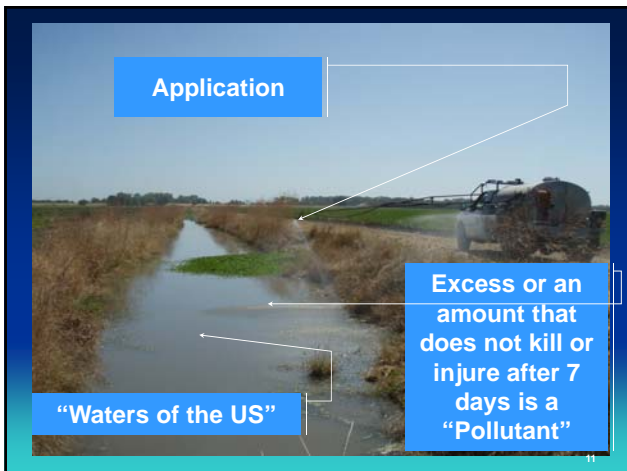 Application
Excess or an
amount that
does not kill or
injure after 7
days is a
“Pollutant”
“Waters of the US”
11